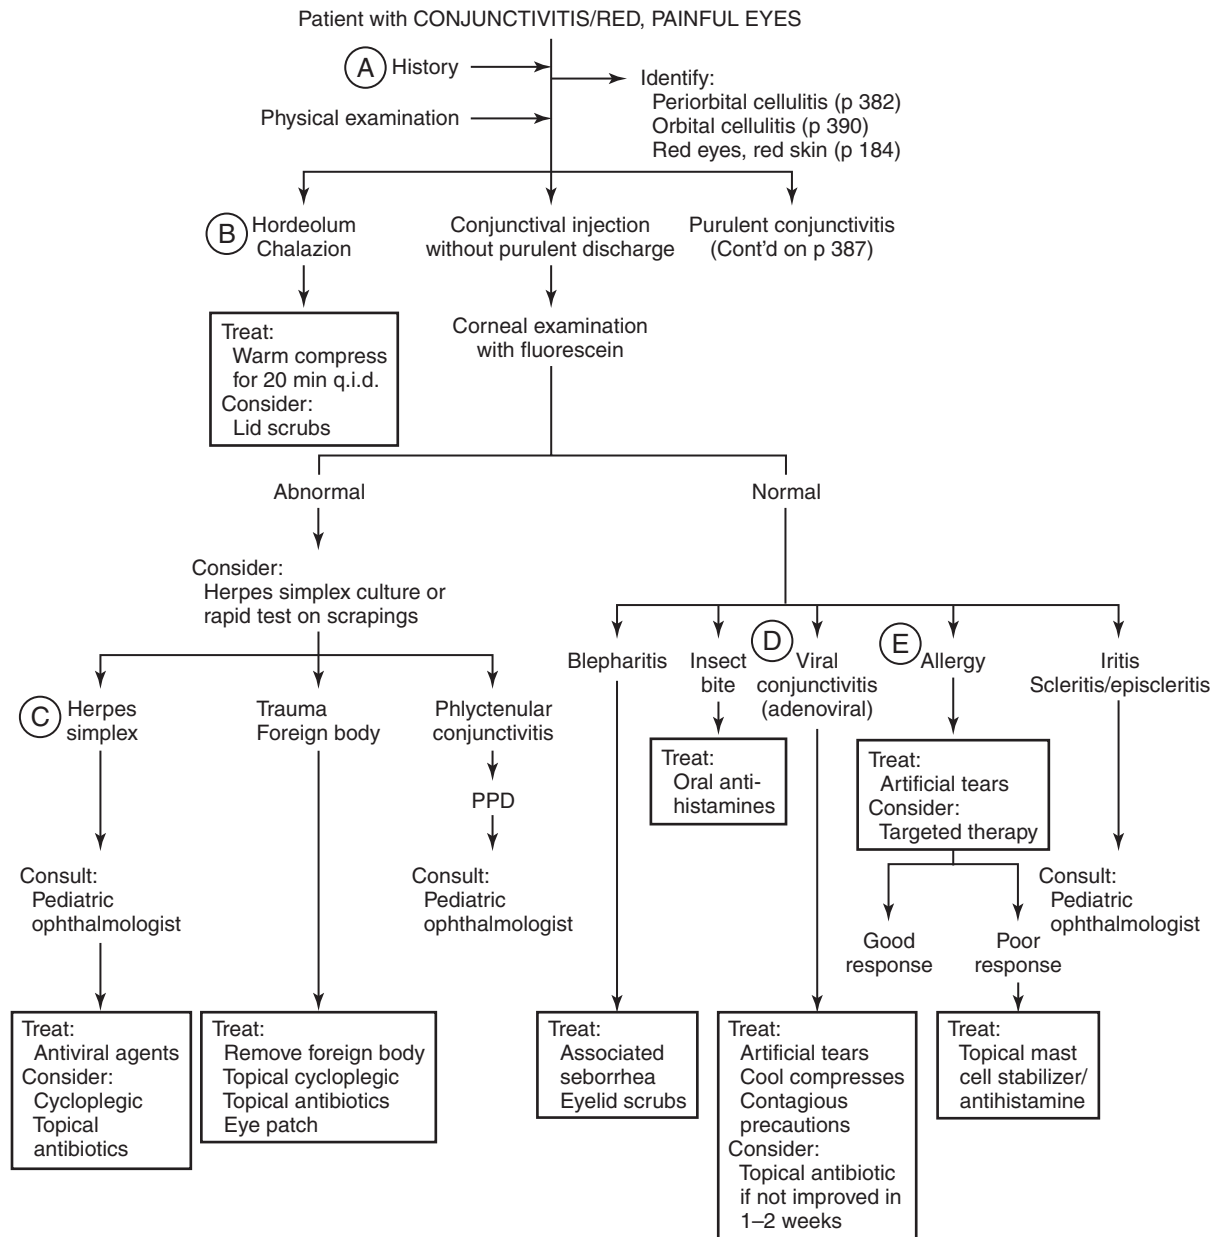 Patient with CONJUNCTIVITIS/RED, PAINFUL EYES
A History
Physical examination
Identify:
Periorbital cellulitis (p 382)
Orbital cellulitis (p 390)
Red eyes, red skin (p 184)
B Hordeolum
Chalazion
Conjunctival injection
without purulent discharge
Purulent conjunctivitis
(Cont'd on p 387)
Treat:
Warm compress
for 20 min q.i.d.
Consider:
Lid scrubs
Corneal examination
with fluorescein
Abnormal
Normal
Consider:
Herpes simplex culture or
rapid test on scrapings
C Herpes
simplex
Trauma
Foreign body
Phlyctenular
conjunctivitis
PPD
Consult:
Pediatric
ophthalmologist
Consult:
Pediatric
ophthalmologist
Treat:
Antiviral agents
Consider:
Cycloplegic
Topical
antibiotics
Treat:
Remove foreign body
Topical cycloplegic
Topical antibiotics
Eye patch
Blepharitis
Insect
bite
D Viral
conjunctivitis
(adenoviral)
E Allergy
Iritis
Scleritis/episcleritis
Treat:
Oral anti-
histamines
Treat:
Artificial tears
Consider:
Targeted therapy
Good
response
Poor
response
Consult:
Pediatric
ophthalmologist
Treat:
Associated
seborrhea
Eyelid scrubs
Treat:
Artificial tears
Cool compresses
Contagious
precautions
Consider:
Topical antibiotic
if not improved in
1–2 weeks
Treat:
Topical mast
cell stabilizer/
antihistamine